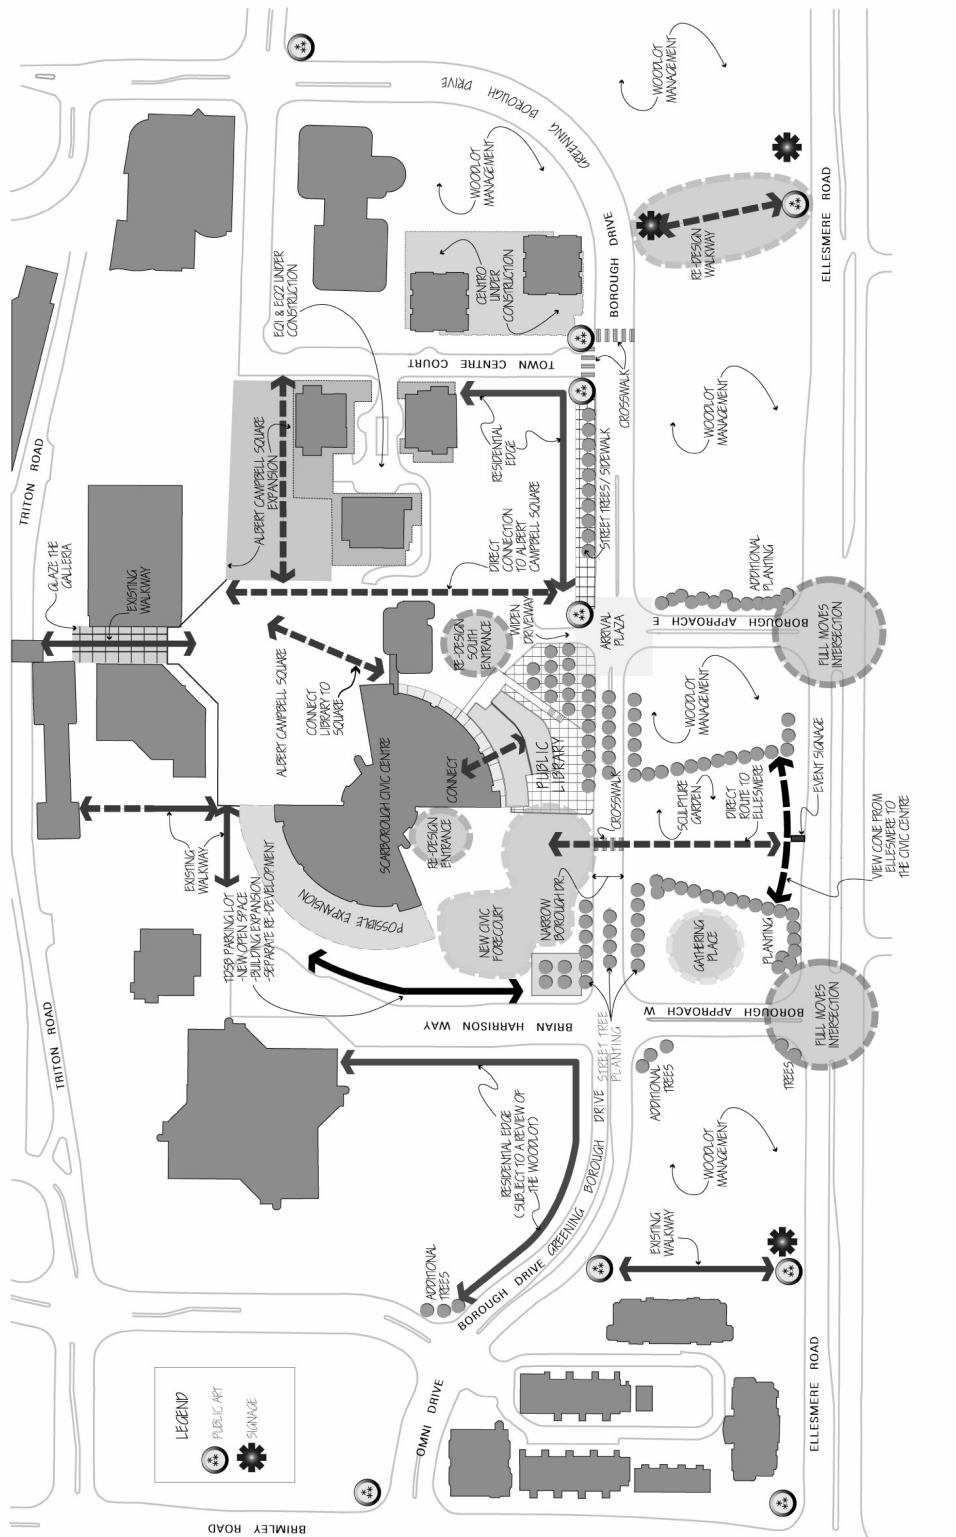 TRITON ROAD
GLAZE THE
GALLERIA
EXISTING
WALKWAY
EXISTING
WALKWAY
TRITON ROAD
TDSB PARKING LOT
-NEW OPEN SPACE
-BUILDING EXPANSION
-SEPARATE RE-DEVELOPMENT
POSSIBLE EXPANSION
ALBERT CAMPBELL SQUARE
EXPANSION
EQ1 & EQ2 UNDER
CONSTRUCTION
ALBERT CAMPBELL SQUARE
CONNECT
LIBRARY TO
SQUARE
SCARBOROUGH CIVIC CENTRE
CONNECT
PUBLIC
LIBRARY
RE-DESIGN
ENTRANCE
RE-DESIGN
SOUTH
ENTRANCE
WIDEN
DRIVEWAY
DIRECT
CONNECTION
TO ALBERT
CAMPBELL SQUARE
RESIDENTIAL
EDGE
TOWN CENTRE COURT
CENTRO
UNDER
CONSTRUCTION
WOODLOT
MANAGEMENT
GREENING BOROUGH DRIVE
BOROUGH DRIVE
CROSSWALK
STREET TREES/SIDEWALK
ARRIVAL
PLAZA
CROSSWALK
NEW CIVIC
FORECOURT
NARROW
BOROUGH DR.
BRIAN HARRISON WAY
STREET TREE
PLANTING
RESIDENTIAL EDGE
(SUBJECT TO A REVIEW OF
THE WOODLOT)
BOROUGH DRIVE
GREENING BOROUGH DRIVE
ADDITIONAL
TREES
BOROUGH DRIVE
OMNI DRIVE
BRIMLEY ROAD
LEGEND
PUBLIC ART
SIGNAGE
WOODLOT
MANAGEMENT
RE-DESIGN
WALKWAY
ELLESMERE ROAD
WOODLOT
MANAGEMENT
ADDITIONAL
PLANTING
BOROUGH APPROACH E
FULL MOVES
INTERSECTION
WOODLOT
MANAGEMENT
SCULPTURE
GARDEN
DIRECT
ROUTE TO
ELLESMERE
EVENT SIGNAGE
VIEW CONE FROM
ELLESMERE TO
THE CIVIC CENTRE
GATHERING
PLACE
PLANTING
BOROUGH APPROACH W
FULL MOVES
INTERSECTION
ADDITIONAL
TREES
TREES
WOODLOT
MANAGEMENT
EXISTING
WALKWAY
ELLESMERE ROAD